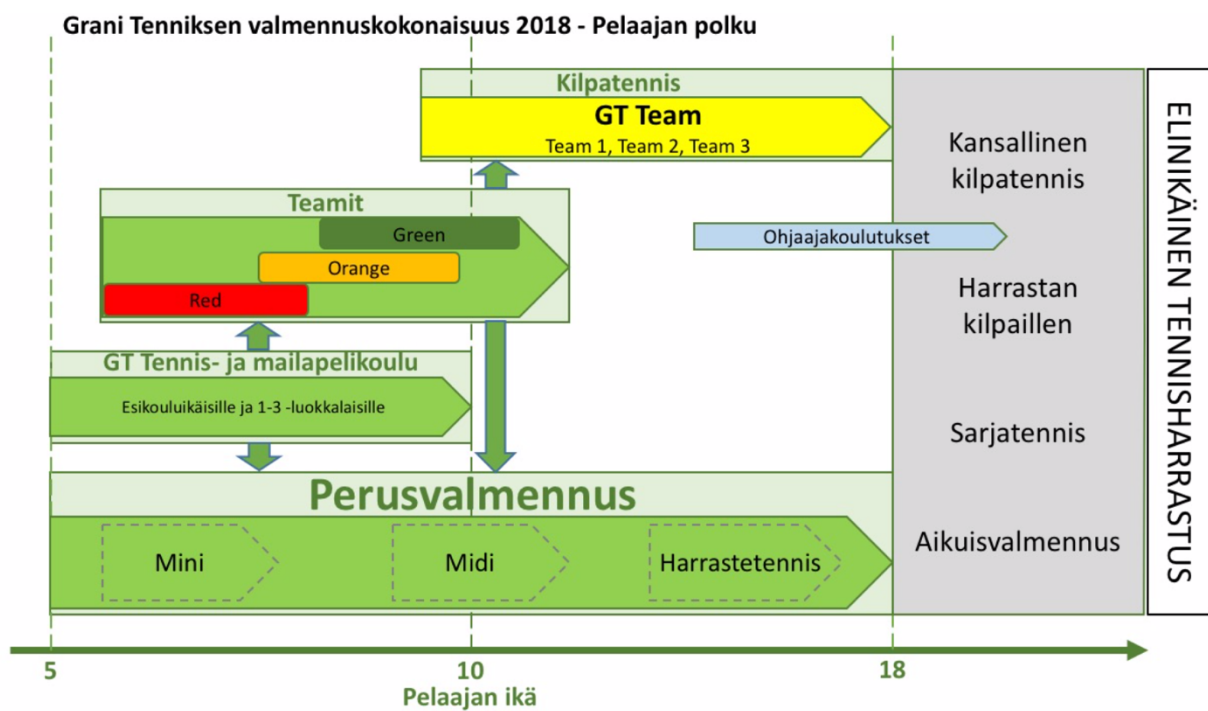 Grani Tenniksen valmennuskokonaisuus 2018 - Pelaajan polku
Kilpatennis
GT Team
Team 1, Team 2, Team 3
Teamit
Green
Orange
Red
GT Tennis- ja mailapelikoulu
Esikouluikäisille ja 1-3 -luokkalaisille
Perusvalmennus
Mini
Midi
Harrastetennis
Ohjaajakoulutukset
Kansallinen
kilpatennis
Harrastan
kilpaillen
Sarjatennis
Aikuisvalmennus
ELINIKÄINEN TENNISHARRASTUS
5
10
18
Pelaajan ikä